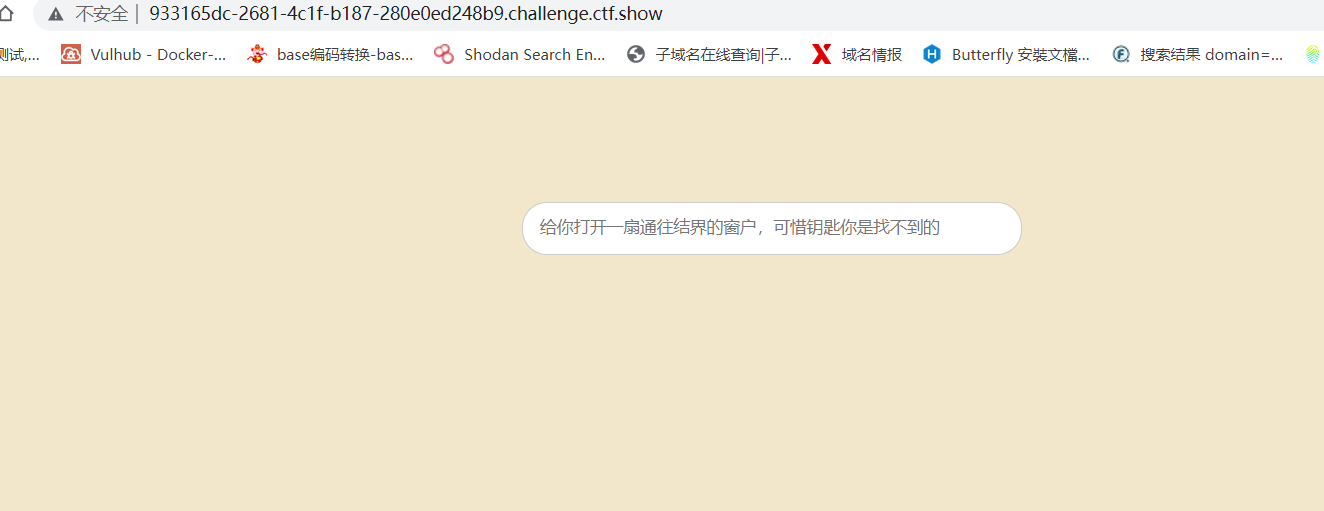 不安全 | 933165dc-2681-4c1f-b187-280e0ed248b9.challenge.ctf.show
测试,... Vulhub - Docker-... base编码转换-bas... Shodan Search En... 子域名在线查询|子... 域名情报 Butterfly 安裝文檔... 搜索结果 domain=...
给你打开一扇通往结界的窗户，可惜钥匙你是找不到的